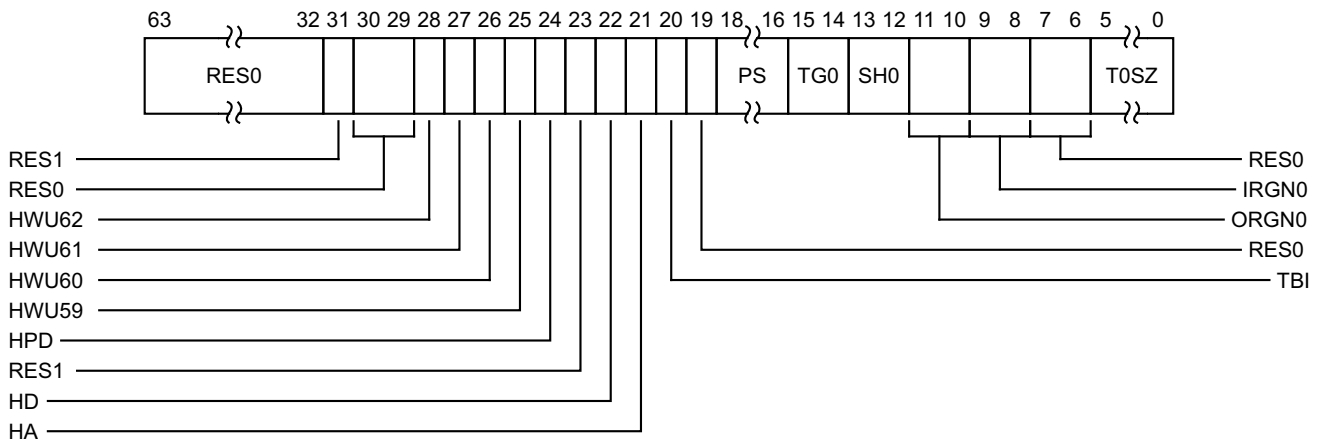 63 32 31 30 29 28 27 26 25 24 23 22 21 20 19 18 16 15 14 13 12 11 10 9 8 7 6 5 0
RES0 PS TG0 SH0 T0SZ
RES1 RES0
RES0 IRGN0
HWU62 ORGN0
HWU61 RES0
HWU60 TBI
HWU59
HPD
RES1
HD
HA